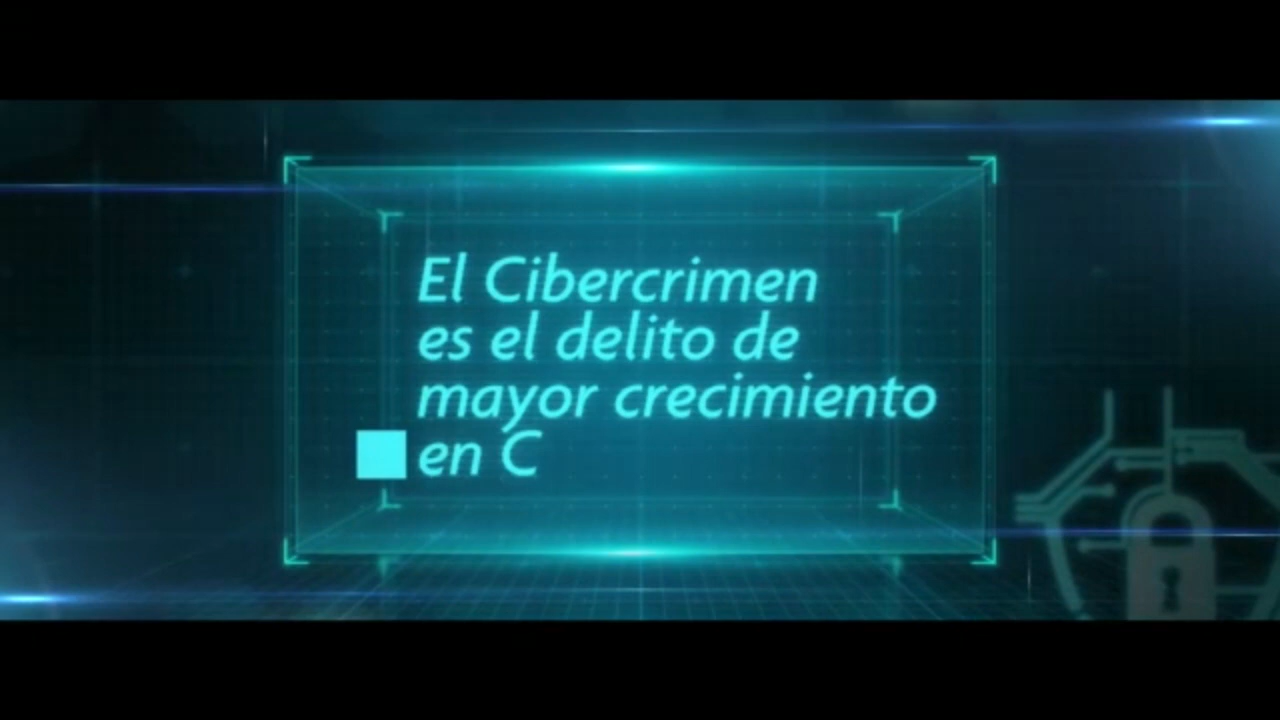 El Cibercrimen
es el delito de
mayor crecimiento
en C